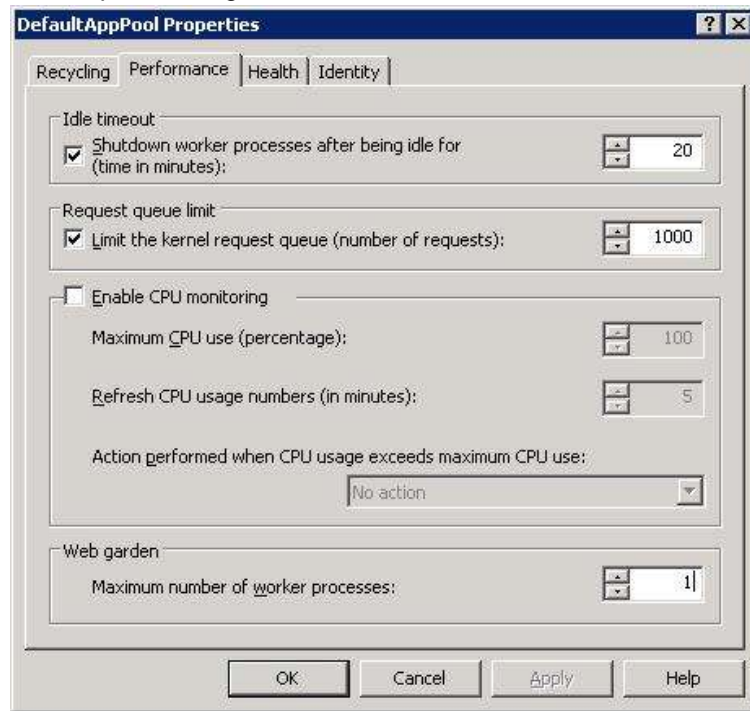 DefaultAppPool Properties
Recycling Performance Health Identity
Idle timeout
Shutdown worker processes after being idle for
(time in minutes):
20
Request queue limit
Limit the kernel request queue (number of requests):
1000
Enable CPU monitoring
Maximum CPU use (percentage):
100
Refresh CPU usage numbers (in minutes):
5
Action performed when CPU usage exceeds maximum CPU use:
No action
Web garden
Maximum number of worker processes:
1
OK Cancel Apply Help